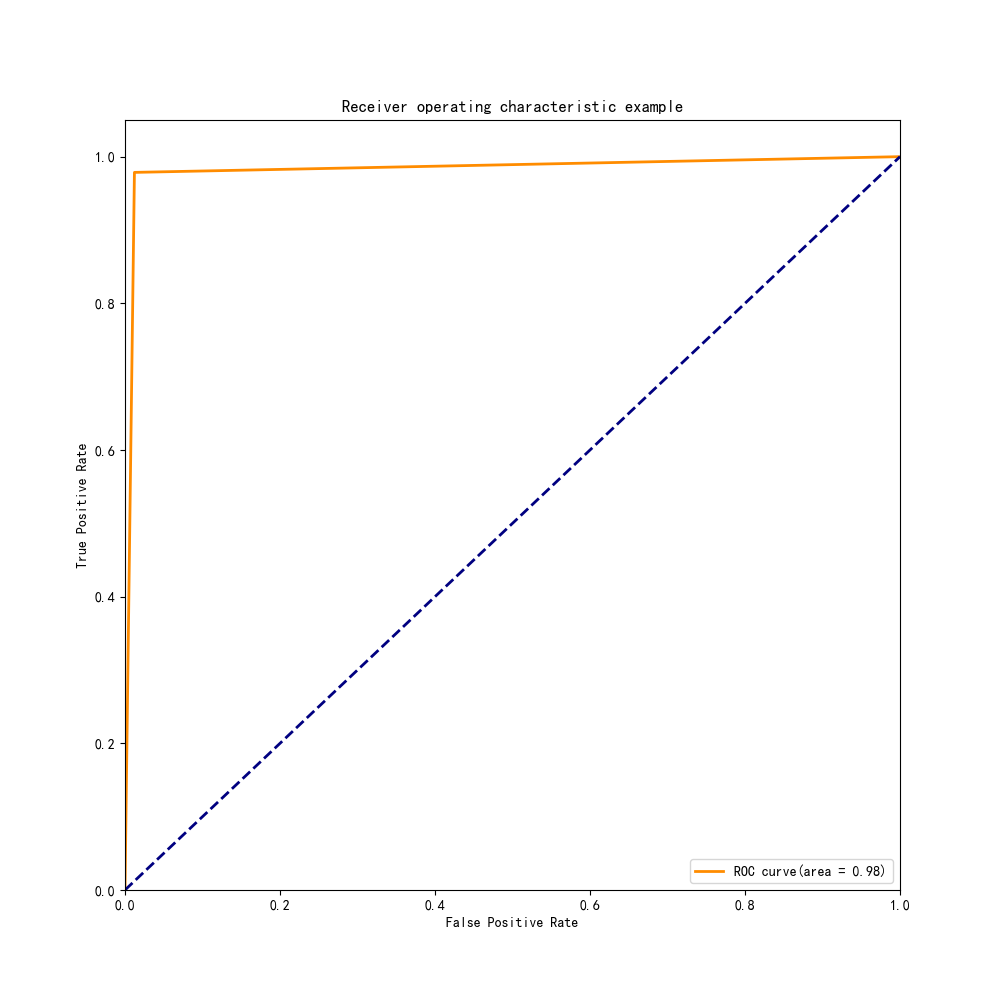 Receiver operating characteristic example
1.0
0.8
0.6
0.4
0.2
0.0
True Positive Rate
0.0 0.2 0.4 0.6 0.8 1.0
False Positive Rate
ROC curve(area = 0.98)